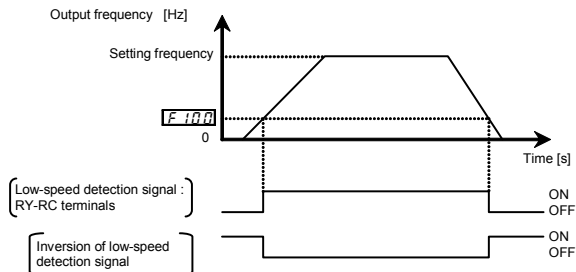 Output frequency [Hz]
Setting frequency
F 100
0
Time [s]
Low-speed detection signal :
RY-RC terminals
ON
OFF
Inversion of low-speed
detection signal
ON
OFF